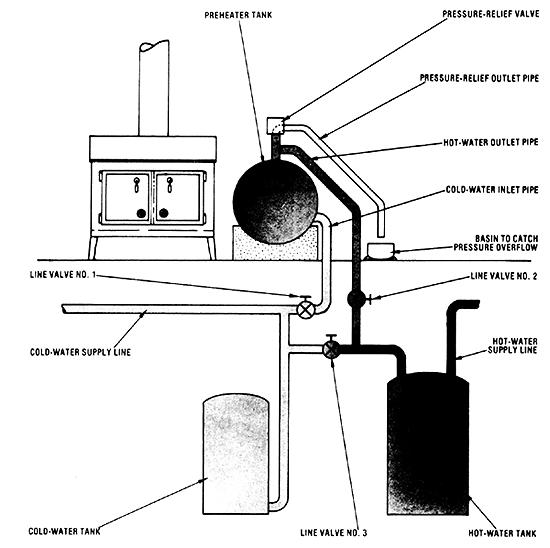 PREHEATER TANK
PRESSURE-RELIEF VALVE
PRESSURE-RELIEF OUTLET PIPE
HOT-WATER OUTLET PIPE
COLD-WATER INLET PIPE
BASIN TO CATCH
PRESSURE OVERFLOW
LINE VALVE NO. 1
LINE VALVE NO. 2
COLD-WATER SUPPLY LINE
HOT-WATER
SUPPLY LINE
COLD-WATER TANK
LINE VALVE NO. 3
HOT-WATER TANK